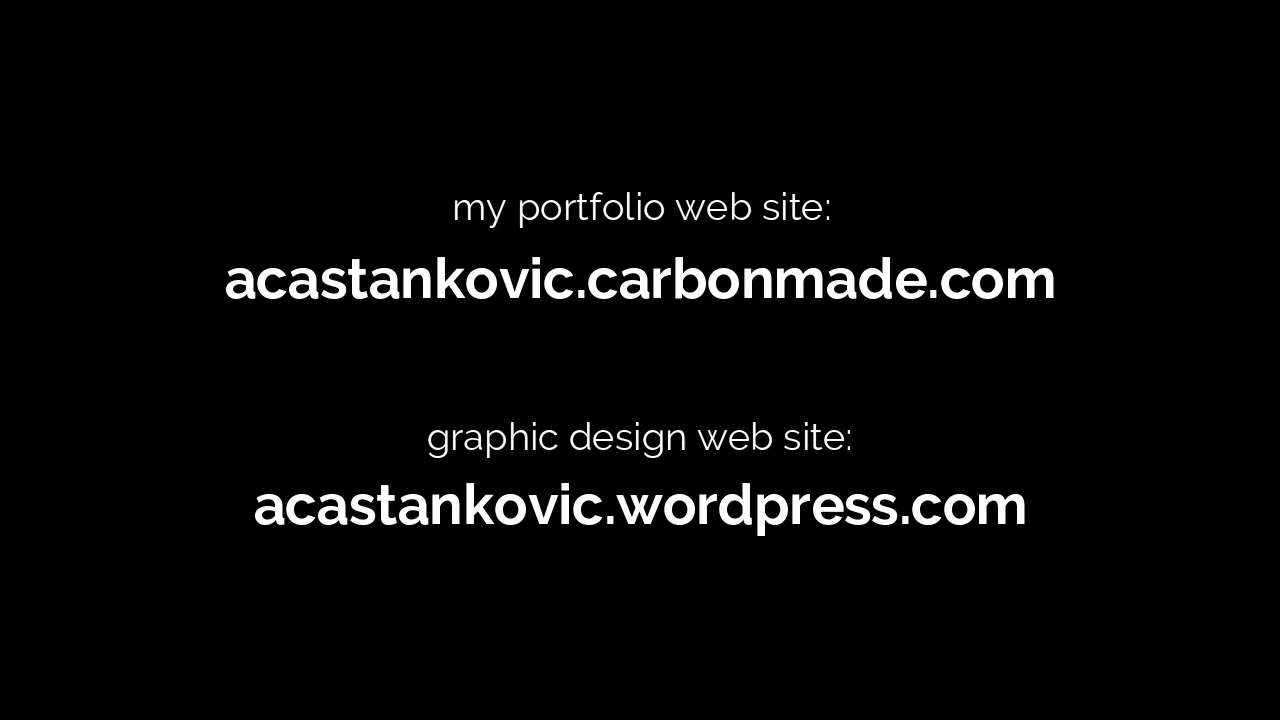 my portfolio web site:
acastankovic.carbonmade.com
graphic design web site:
acastankovic.wordpress.com